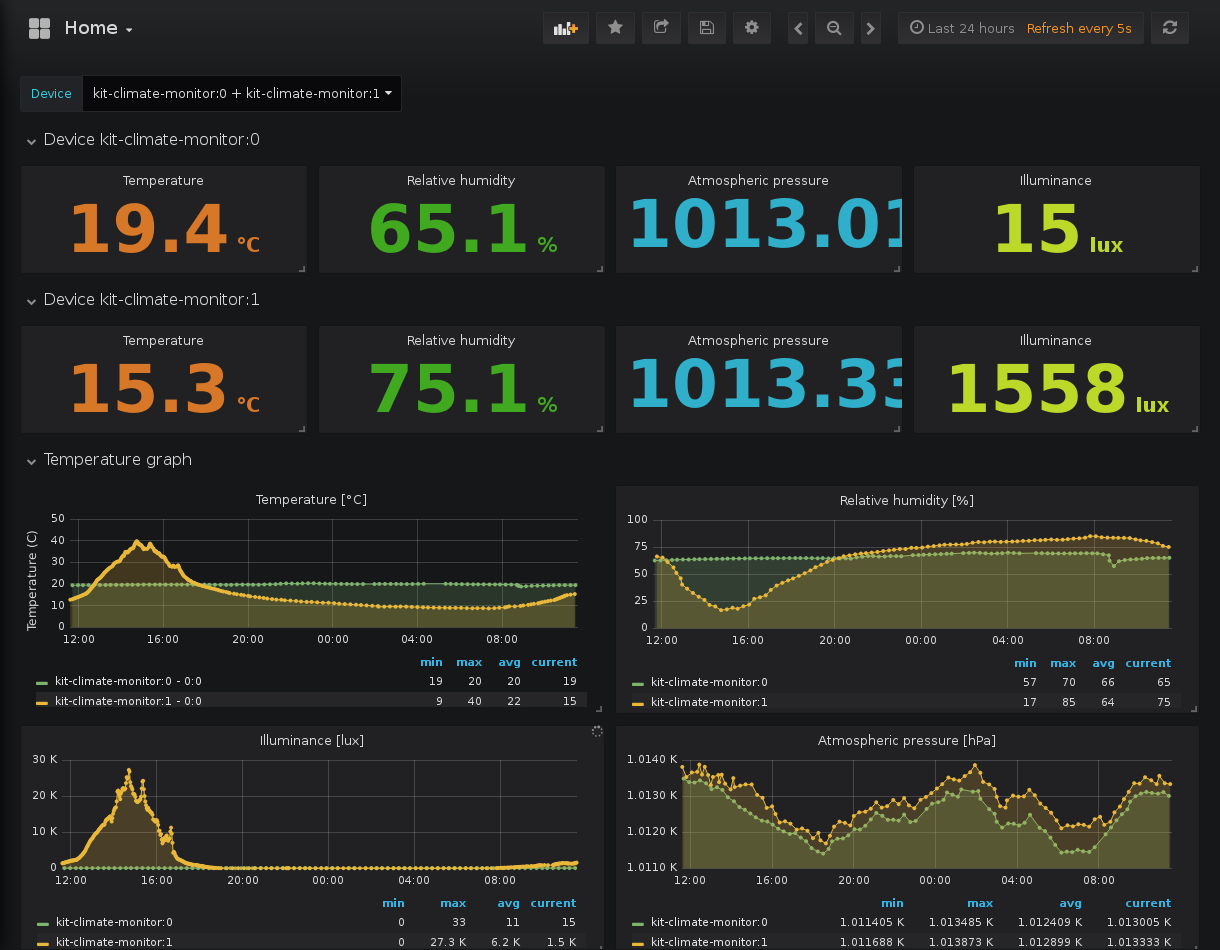 Home
Last 24 hours Refresh every 5s
Device kit-climate-monitor:0 + kit-climate-monitor:1
Device kit-climate-monitor:0
Temperature Relative humidity Atmospheric pressure Illuminance
19.4 °C 65.1 % 1013.01 15 lux
Device kit-climate-monitor:1
Temperature Relative humidity Atmospheric pressure Illuminance
15.3 °C 75.1 % 1013.33 1558 lux
Temperature graph
Temperature [°C]
Temperature (C)
50
40
30
20
10
0
12:00 16:00 20:00 00:00 04:00 08:00
min max avg current
kit-climate-monitor:0 - 0:0 19 20 20 19
kit-climate-monitor:1 - 0:0 9 40 22 15
Relative humidity [%]
100
75
50
25
0
12:00 16:00 20:00 00:00 04:00 08:00
min max avg current
kit-climate-monitor:0 57 70 66 65
kit-climate-monitor:1 17 85 64 75
Illuminance [lux]
30 K
20 K
10 K
0
12:00 16:00 20:00 00:00 04:00 08:00
min max avg current
kit-climate-monitor:0 0 33 11 15
kit-climate-monitor:1 0 27.3 K 6.2 K 1.5 K
Atmospheric pressure [hPa]
1.0140 K
1.0130 K
1.0120 K
1.0110 K
12:00 16:00 20:00 00:00 04:00 08:00
min max avg current
kit-climate-monitor:0 1.011405 K 1.013485 K 1.012409 K 1.013005 K
kit-climate-monitor:1 1.011688 K 1.013873 K 1.012899 K 1.013333 K